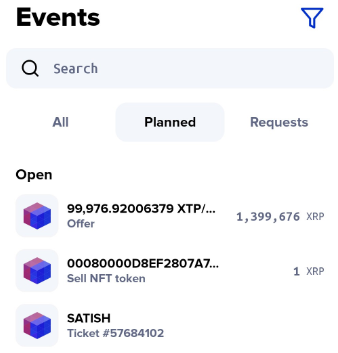 Events
Search
All Planned Requests
Open
99,976.92006379 XTP/... 1,399,676 XRP
Offer
00080000D8EF2807A7... 1 XRP
Sell NFT token
SATISH
Ticket #57684102